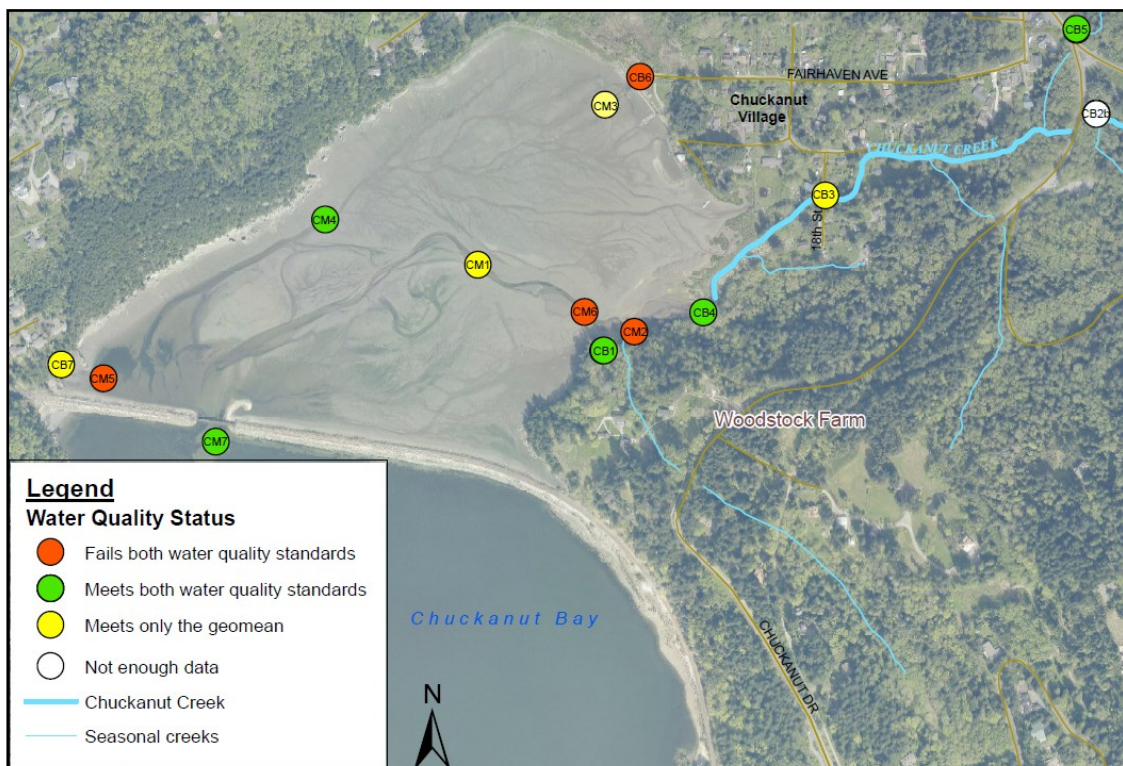 CB5
CB6
FAIRHAVEN AVE
CM3
Chuckanut
Village
CB2b
CHUCKANUT CREEK
CB3
18th St
CM4
CM1
CM6
CB4
CM2
CB1
CB7
CM5
Woodstock Farm
CM7
Legend
Water Quality Status
Fails both water quality standards
Meets both water quality standards
Meets only the geomean
Not enough data
Chuckanut Creek
Seasonal creeks
Chuckanut Bay
CHUCKANUT DR
N